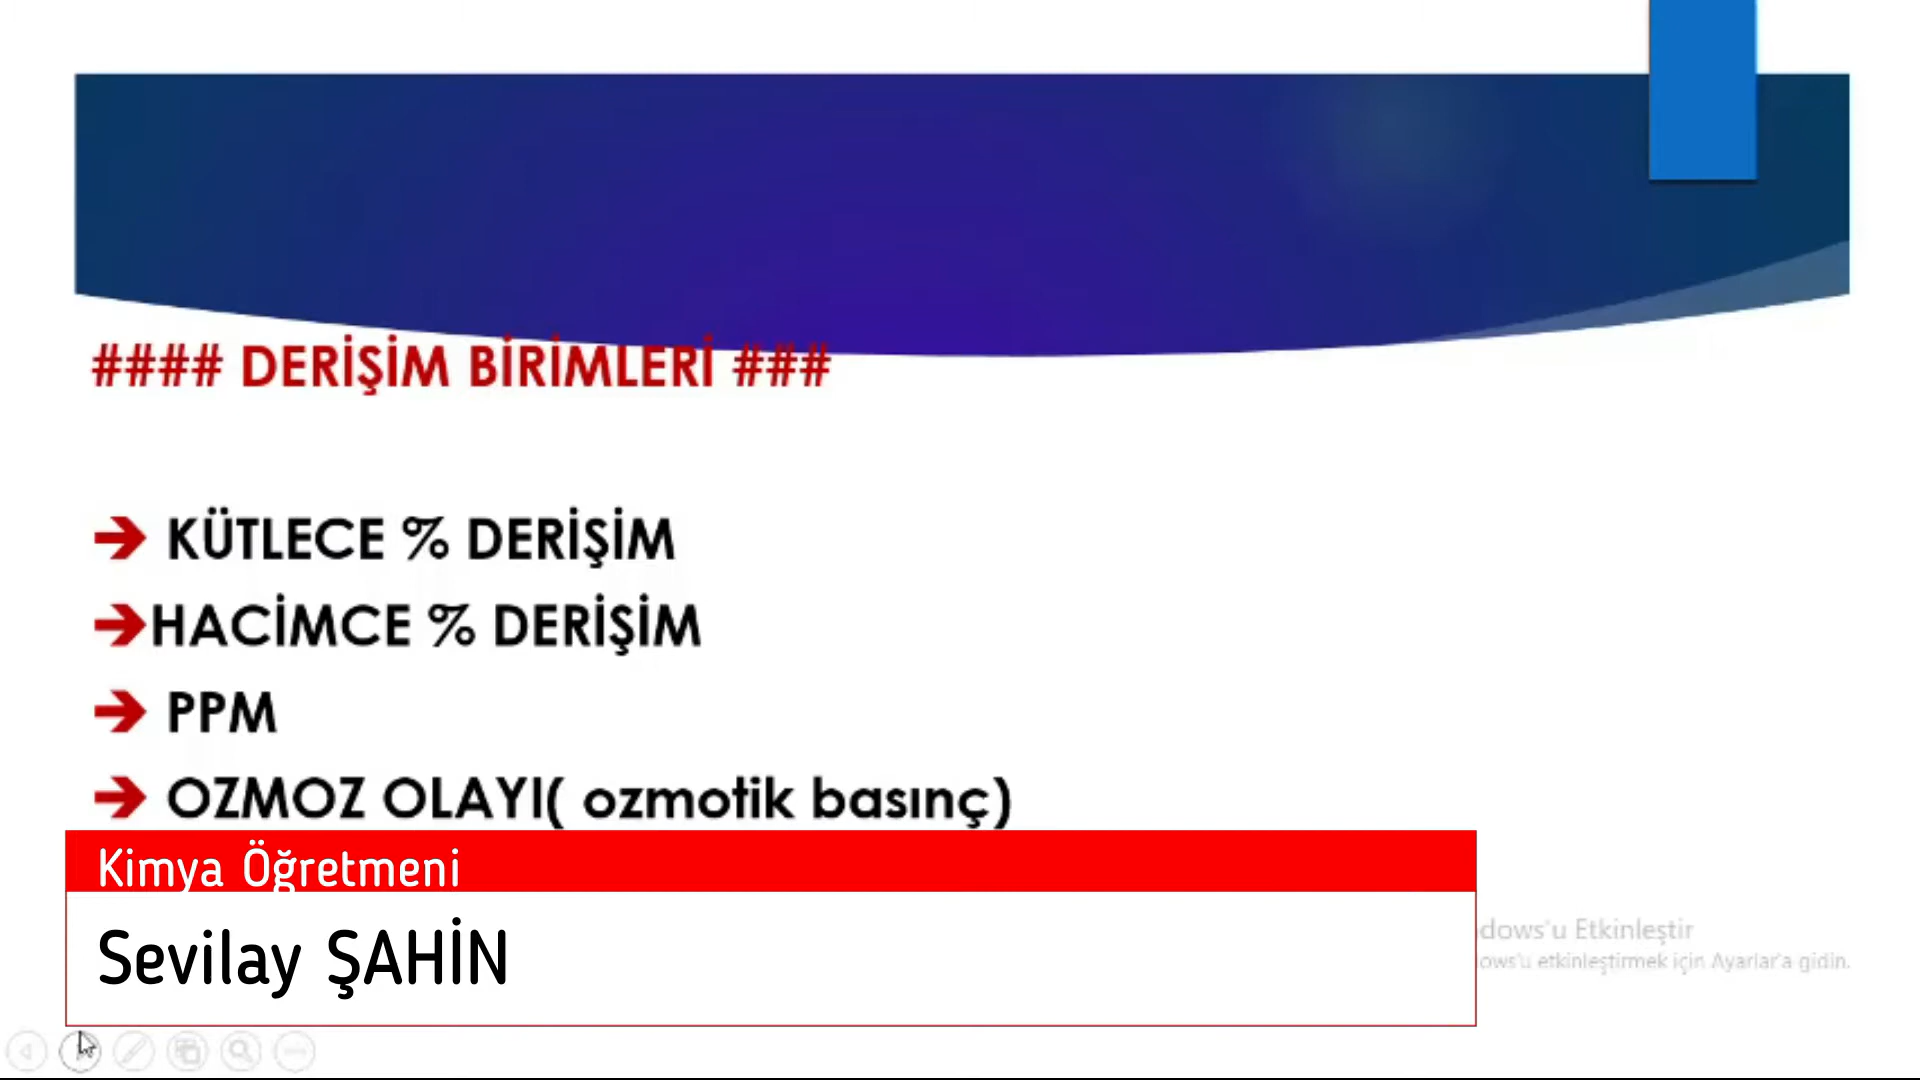 #### DERİŞİM BİRİMLERİ ###
➔ KÜTLECE % DERİŞİM
➔HACİMCE % DERİŞİM
➔ PPM
➔ OZMOZ OLAYI( ozmotik basınç)
Kimya Öğretmeni
Sevilay ŞAHİN
dows'u Etkinleştir
ows'u etkinleştirmek için Ayarlar'a gidin.